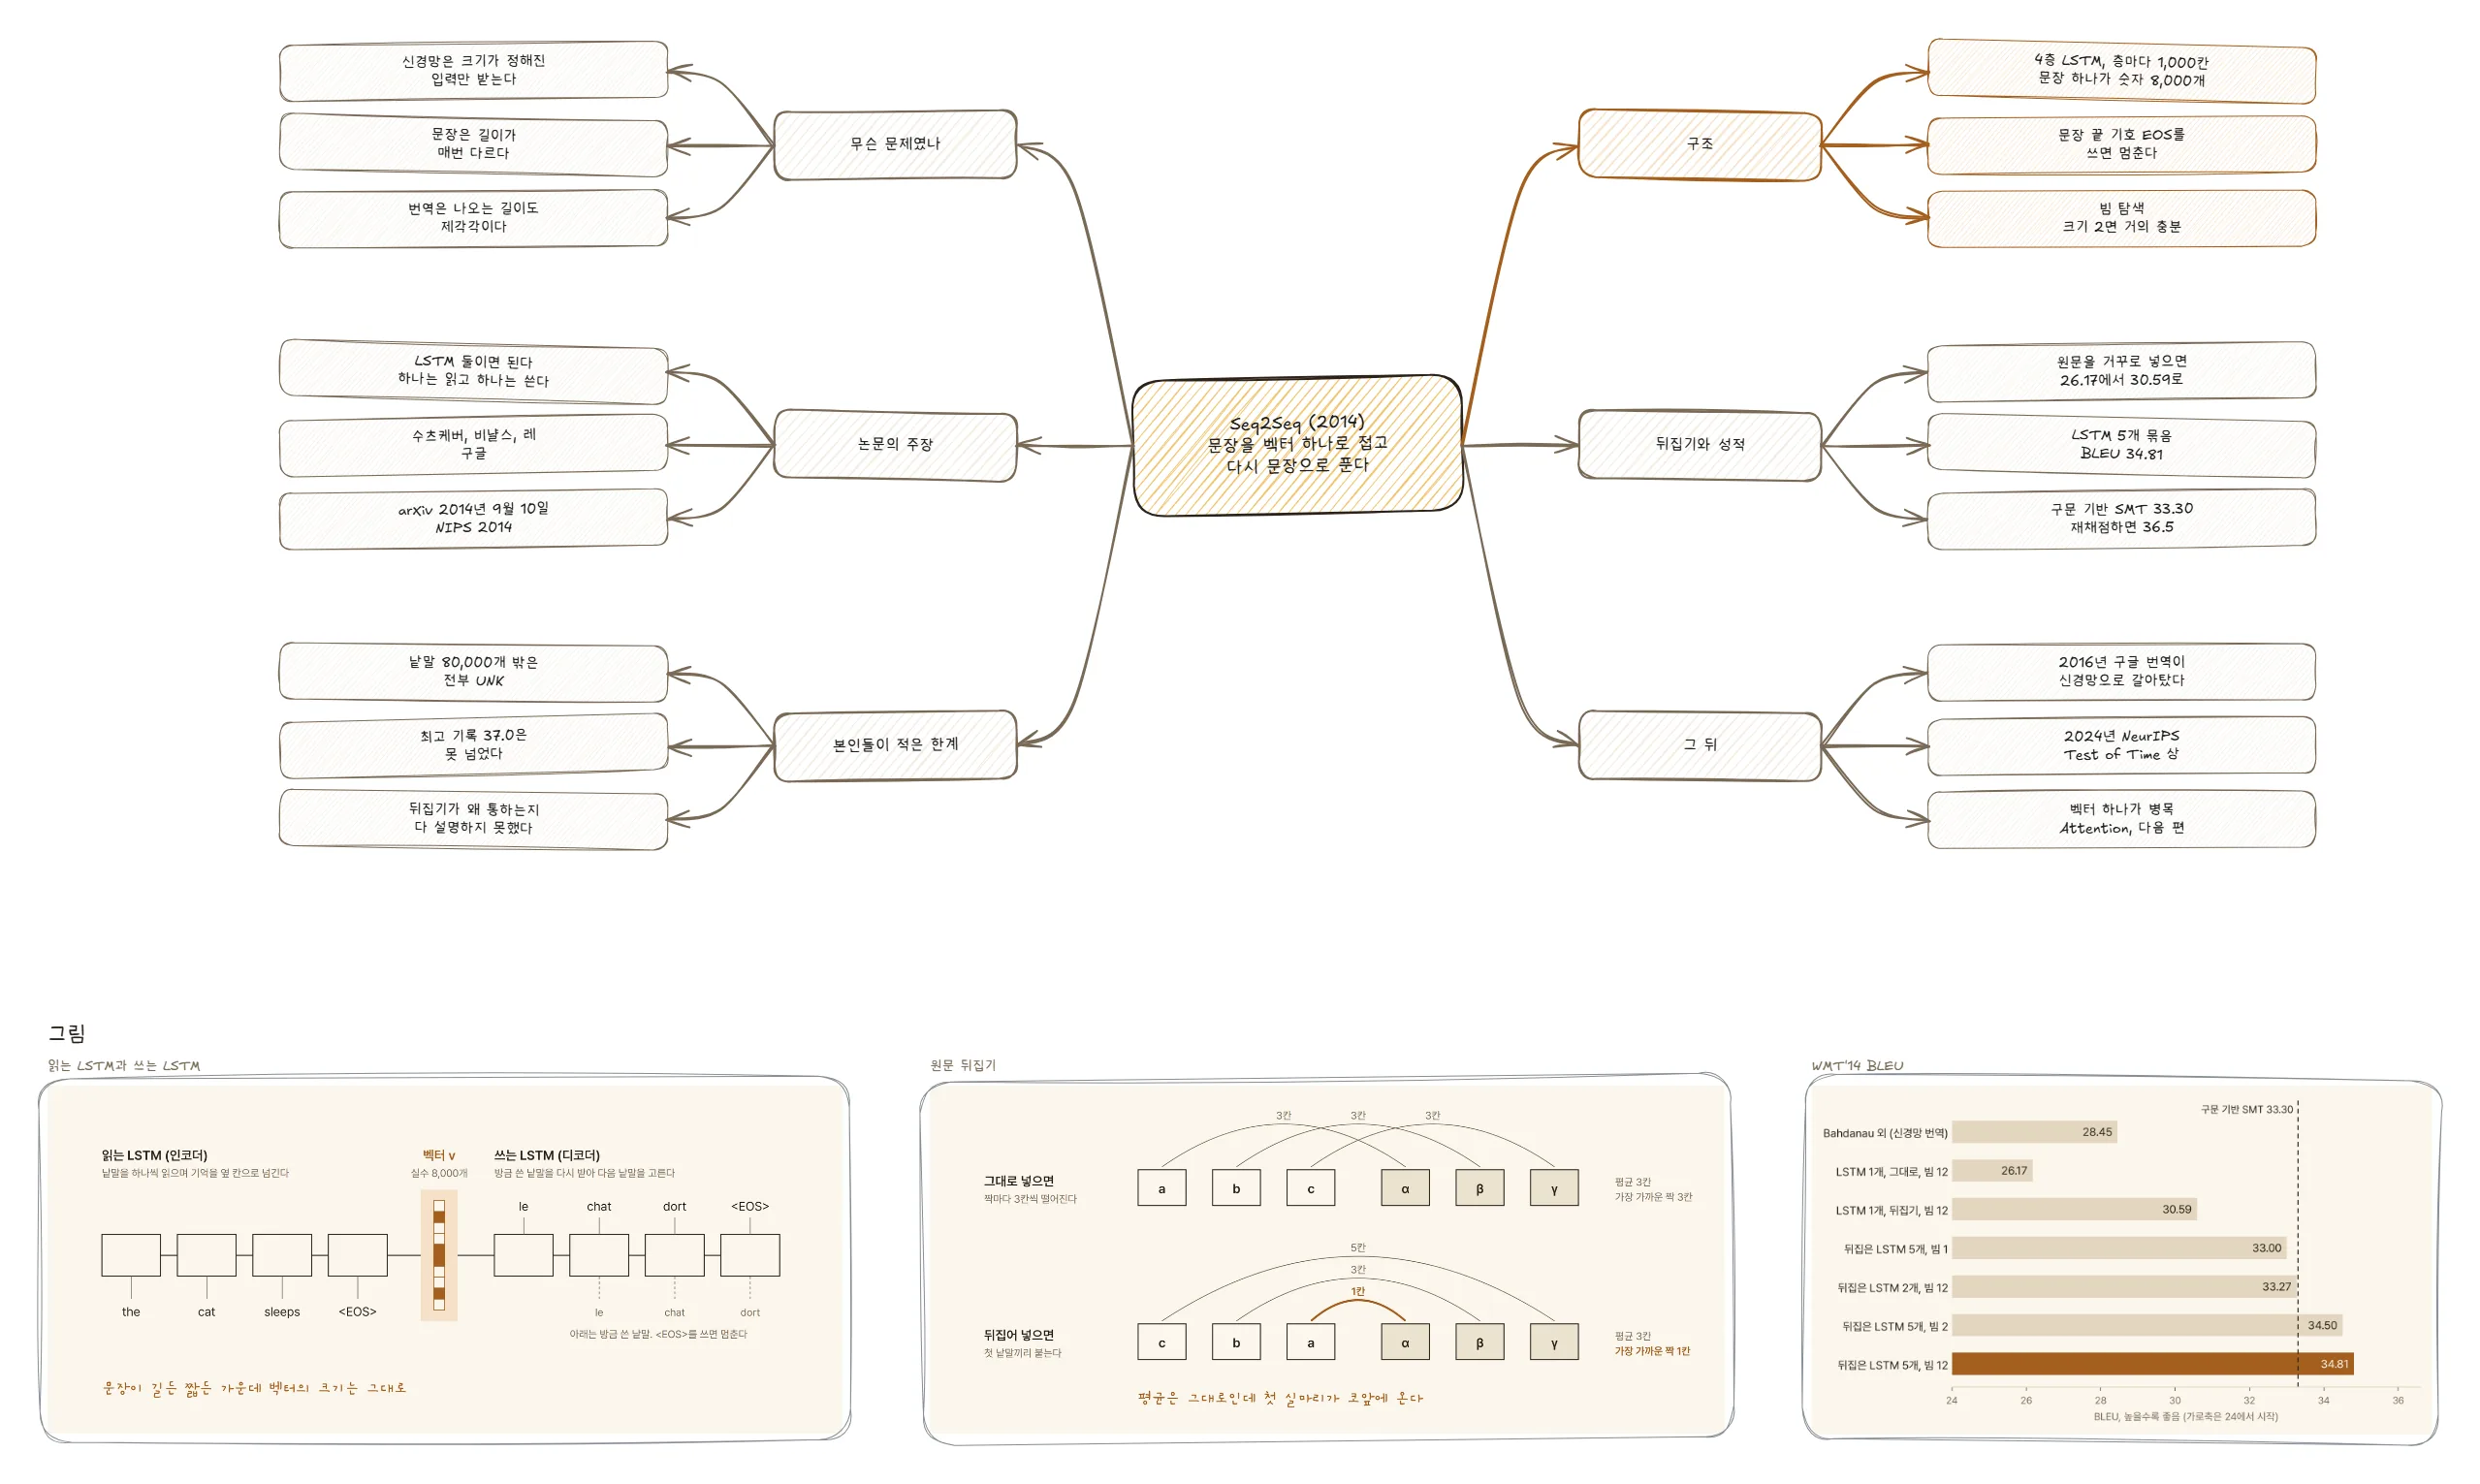 신경망은 크기가 정해진
입력만 받는다
문장은 길이가
매번 다르다
번역은 나오는 길이도
제각각이다
무슨 문제였나
LSTM 둘이면 된다
하나는 읽고 하나는 쓴다
수츠케버, 비냘스, 레
구글
arXiv 2014년 9월 10일
NIPS 2014
논문의 주장
낱말 80,000개 밖은
전부 UNK
최고 기록 37.0은
못 넘었다
뒤집기가 왜 통하는지
다 설명하지 못했다
본인들이 적은 한계
Seq2Seq (2014)
문장을 벡터 하나로 접고
다시 문장으로 푼다
구조
4층 LSTM, 층마다 1,000칸
문장 하나가 숫자 8,000개
문장 끝 기호 EOS를
쓰면 멈춘다
빔 탐색
크기 2면 거의 충분
뒤집기와 성적
원문을 거꾸로 넣으면
26.17에서 30.59로
LSTM 5개 묶음
BLEU 34.81
구문 기반 SMT 33.30
재채점하면 36.5
그 뒤
2016년 구글 번역이
신경망으로 갈아탔다
2024년 NeurIPS
Test of Time 상
벡터 하나가 병목
Attention, 다음 편
그림
읽는 LSTM과 쓰는 LSTM
읽는 LSTM (인코더)
낱말을 하나씩 읽으며 기억을 옆 칸으로 넘긴다
벡터 v
실수 8,000개
쓰는 LSTM (디코더)
방금 쓴 낱말을 다시 받아 다음 낱말을 고른다
le chat dort <EOS>
the cat sleeps <EOS>
le chat dort
아래는 방금 쓴 낱말. <EOS>를 쓰면 멈춘다
문장이 길든 짧든 가운데 벡터의 크기는 그대로
원문 뒤집기
3칸 3칸 3칸
그대로 넣으면
짝마다 3칸씩 떨어진다
a b c α β γ
평균 3칸
가장 가까운 짝 3칸
5칸
3칸
1칸
뒤집어 넣으면
첫 낱말끼리 붙는다
c b a α β γ
평균 3칸
가장 가까운 짝 1칸
평균은 그대로인데 첫 실마리가 코앞에 온다
WMT'14 BLEU
구문 기반 SMT 33.30
Bahdanau 외 (신경망 번역) 28.45
LSTM 1개, 그대로, 빔 12 26.17
LSTM 1개, 뒤집기, 빔 12 30.59
뒤집은 LSTM 5개, 빔 1 33.00
뒤집은 LSTM 2개, 빔 12 33.27
뒤집은 LSTM 5개, 빔 2 34.50
뒤집은 LSTM 5개, 빔 12 34.81
24 26 28 30 32 34 36
BLEU, 높을수록 좋음 (가로축은 24에서 시작)